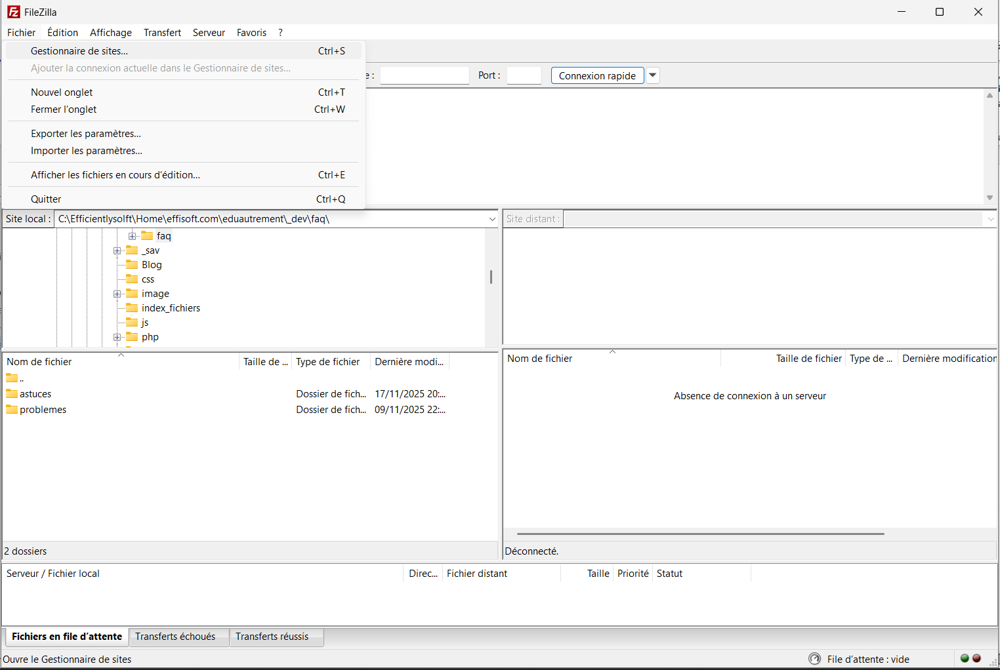 FileZilla
Fichier Édition Affichage Transfert Serveur Favoris ?
Gestionnaire de sites... Ctrl+S
Ajouter la connexion actuelle dans le Gestionnaire de sites...
e : Port : Connexion rapide
Nouvel onglet Ctrl+T
Fermer l'onglet Ctrl+W
Exporter les paramètres...
Importer les paramètres...
Afficher les fichiers en cours d'édition... Ctrl+E
Quitter Ctrl+Q
Site local : C:\Efficientlysolft\Home\effisoft.com\eduautrement\_dev\faq\
Site distant :
faq
_sav
Blog
css
image
index_fichiers
js
php
Nom de fichier Taille de ... Type de fichier Dernière modi...
..
astuces Dossier de fich... 17/11/2025 20:...
problemes Dossier de fich... 09/11/2025 22:...
2 dossiers
Nom de fichier Taille de fichier Type de ... Dernière modification
Absence de connexion à un serveur
Déconnecté.
Serveur / Fichier local Direc... Fichier distant Taille Priorité Statut
Fichiers en file d'attente Transferts échoués Transferts réussis
Ouvre le Gestionnaire de sites File d'attente : vide